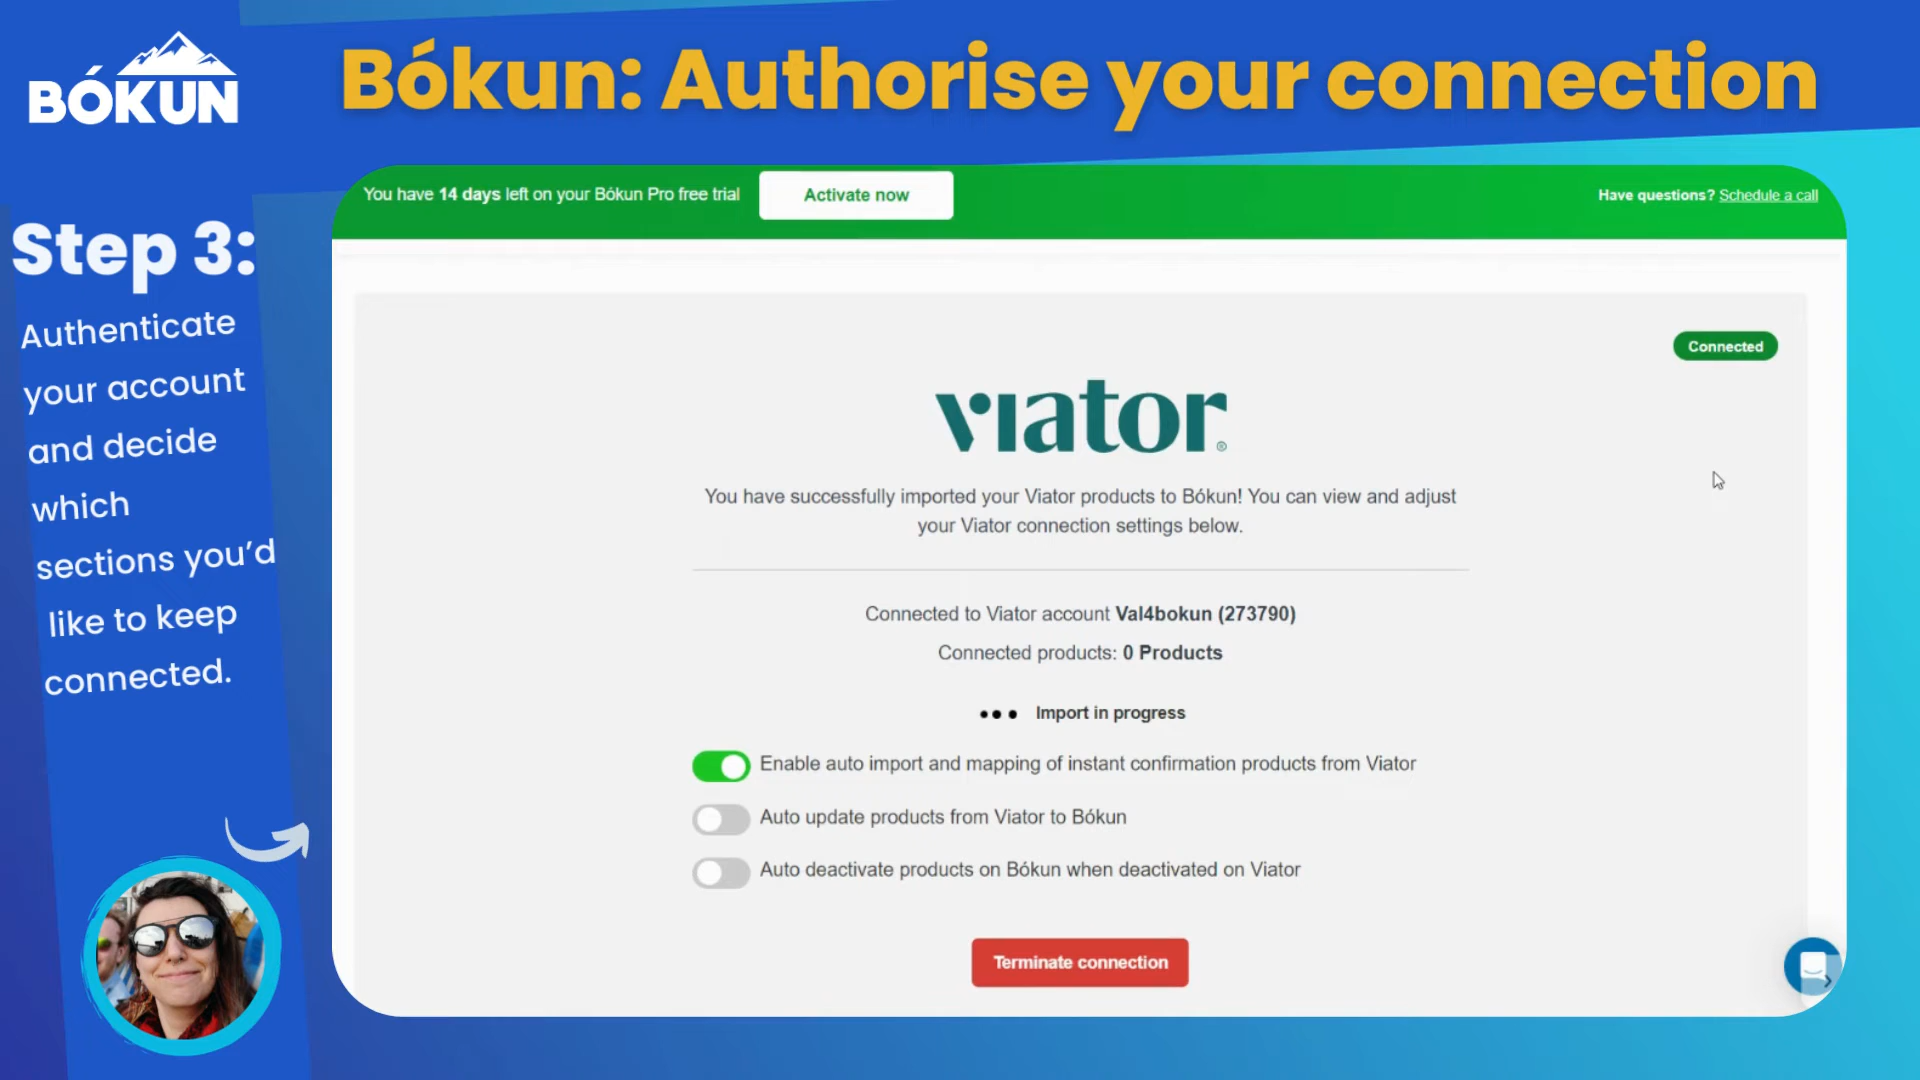 BÓKUN
Bókun: Authorise your connection
Step 3:
Authenticate
your account
and decide
which
sections you’d
like to keep
connected.
You have 14 days left on your Bókun Pro free trial
Activate now
Have questions? Schedule a call
Connected
viator®
You have successfully imported your Viator products to Bókun! You can view and adjust
your Viator connection settings below.
Connected to Viator account Val4bokun (273790)
Connected products: 0 Products
Import in progress
Enable auto import and mapping of instant confirmation products from Viator
Auto update products from Viator to Bókun
Auto deactivate products on Bókun when deactivated on Viator
Terminate connection